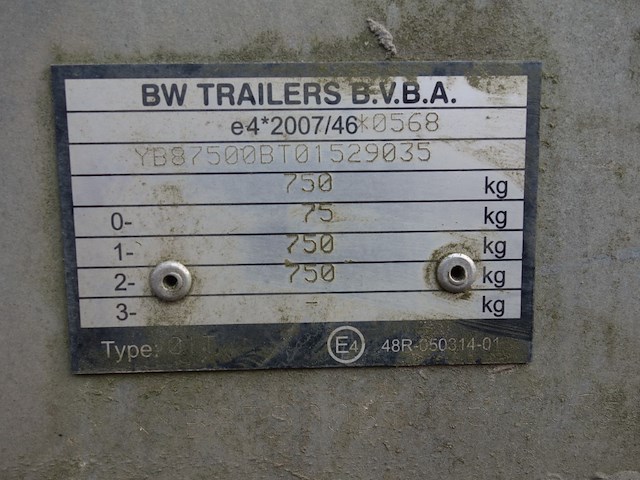 BW TRAILERS B.V.B.A.
e4*2007/46*0568
YB87500BT01529035
750 kg
0- 75 kg
1- 750 kg
2- 750 kg
3- - kg
Type: E4 48R-050314-01